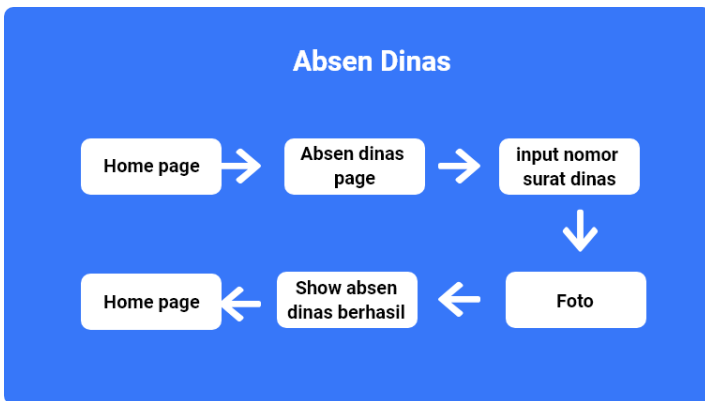 Absen Dinas
Home page
Absen dinas
page
input nomor
surat dinas
Home page
Show absen
dinas berhasil
Foto